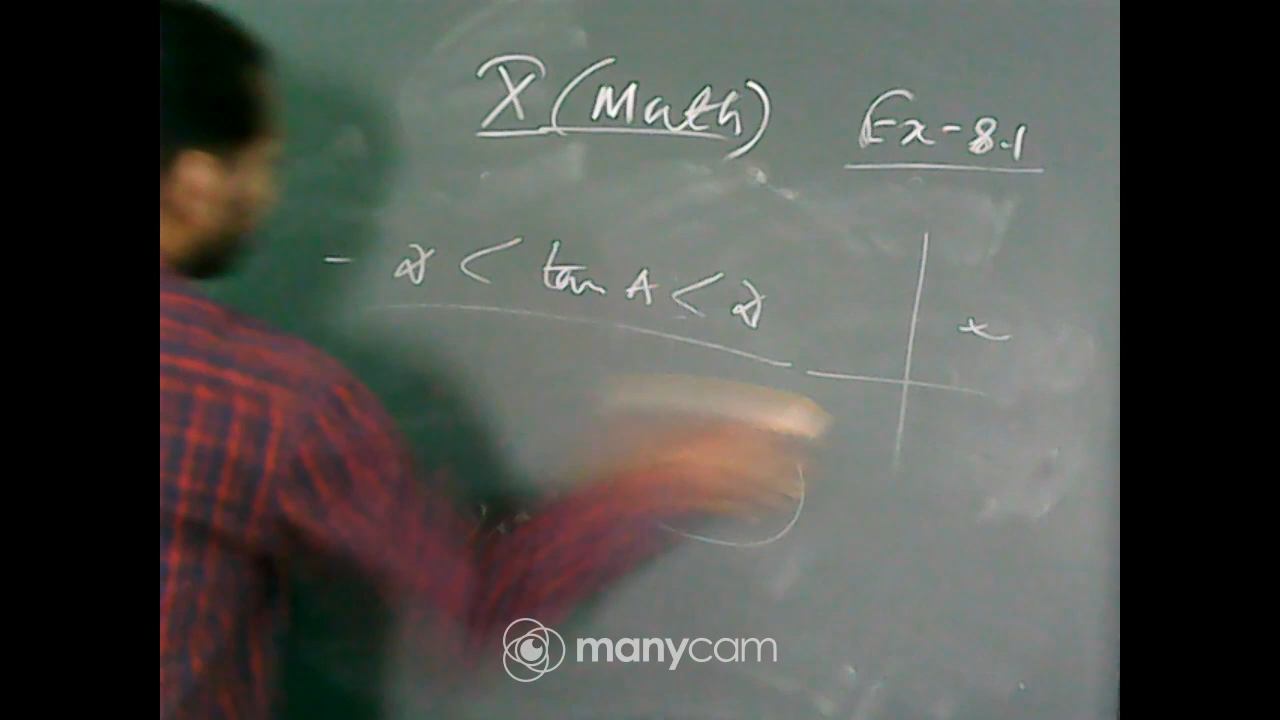 X (Math) Ex-8.1
- ∞ < tan A < ∞
x
manycam